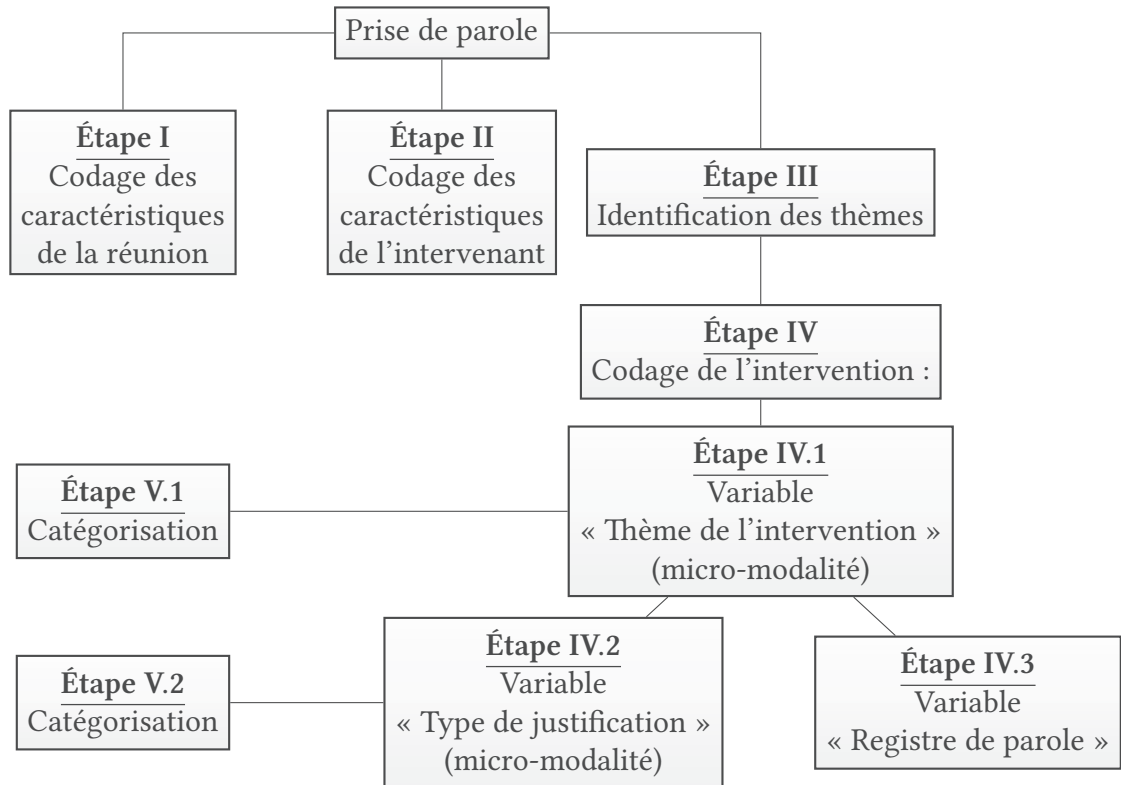 Prise de parole
Étape I
Codage des
caractéristiques
de la réunion
Étape II
Codage des
caractéristiques
de l’intervenant
Étape III
Identification des thèmes
Étape IV
Codage de l’intervention :
Étape IV.1
Variable
« Thème de l’intervention »
(micro-modalité)
Étape V.1
Catégorisation
Étape IV.2
Variable
« Type de justification »
(micro-modalité)
Étape V.2
Catégorisation
Étape IV.3
Variable
« Registre de parole »